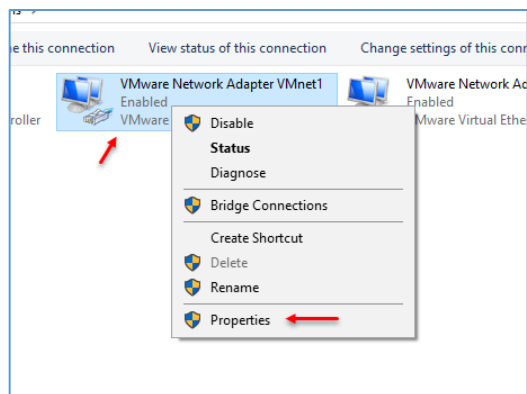 e this connection View status of this connection Change settings of this conn
VMware Network Adapter VMnet1 VMware Network Ad
Enabled Enabled
roller VMware VMware Virtual Ethe
Disable
Status
Diagnose
Bridge Connections
Create Shortcut
Delete
Rename
Properties